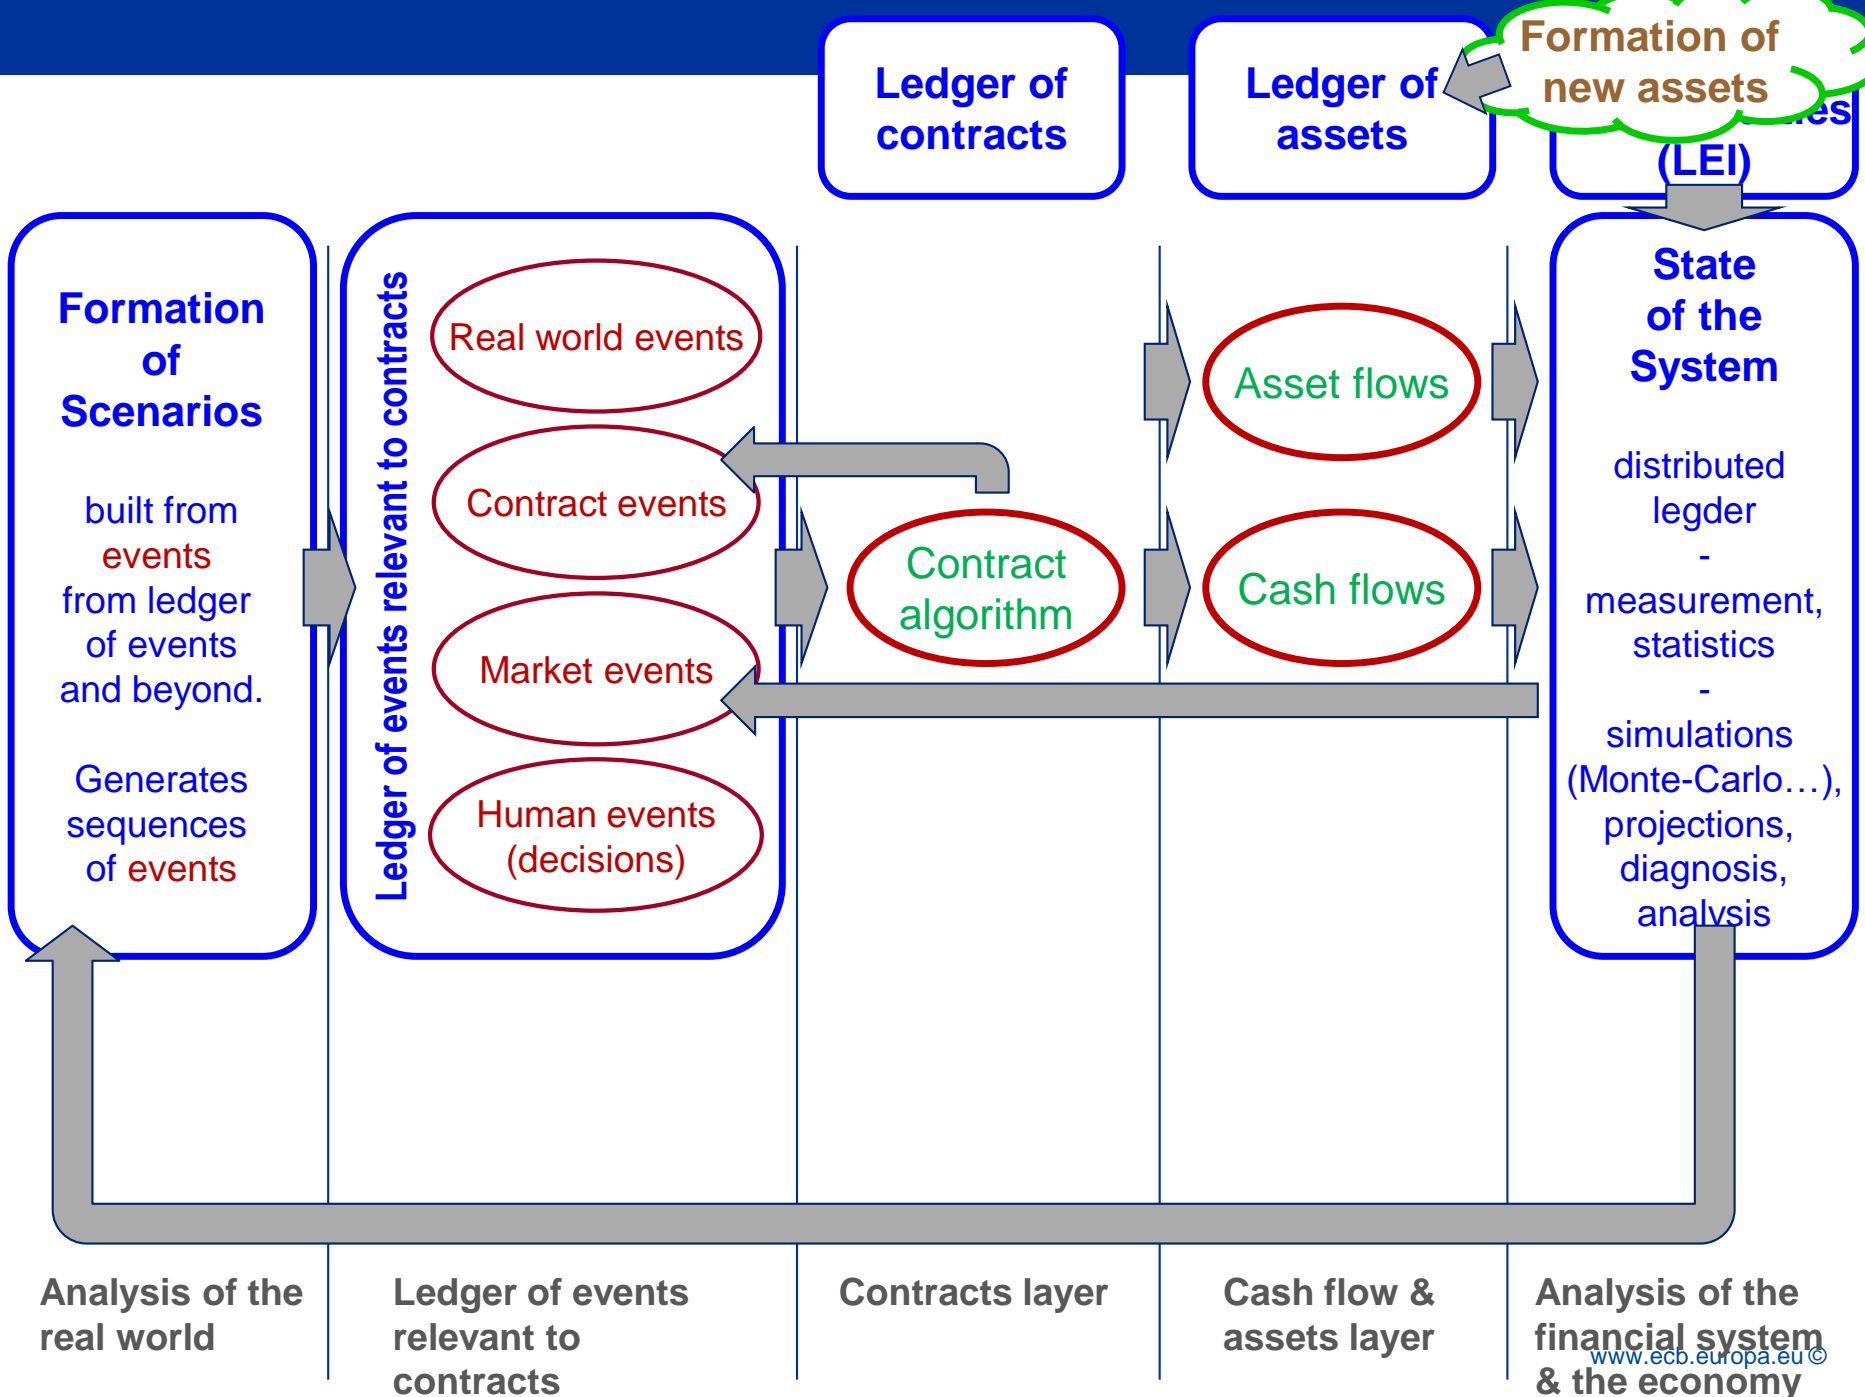 Ledger of
contracts
Ledger of
assets
Formation of
new assets
(LEI)
Formation
of
Scenarios
built from
events
from ledger
of events
and beyond.
Generates
sequences
of events
Ledger of events relevant to contracts
Real world events
Contract events
Market events
Human events
(decisions)
Contract
algorithm
Asset flows
Cash flows
State
of the
System
distributed
legder
-
measurement,
statistics
-
simulations
(Monte-Carlo…),
projections,
diagnosis,
analysis
Analysis of the
real world
Ledger of events
relevant to
contracts
Contracts layer
Cash flow &
assets layer
Analysis of the
financial system
& the economy
www.ecb.europa.eu ©